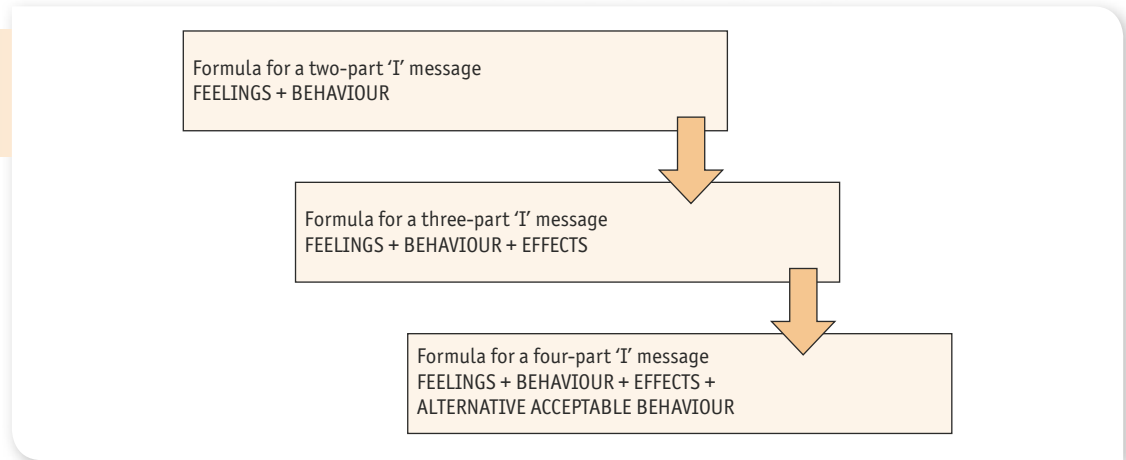 Formula for a two-part ‘I’ message
FEELINGS + BEHAVIOUR
Formula for a three-part ‘I’ message
FEELINGS + BEHAVIOUR + EFFECTS
Formula for a four-part ‘I’ message
FEELINGS + BEHAVIOUR + EFFECTS +
ALTERNATIVE ACCEPTABLE BEHAVIOUR